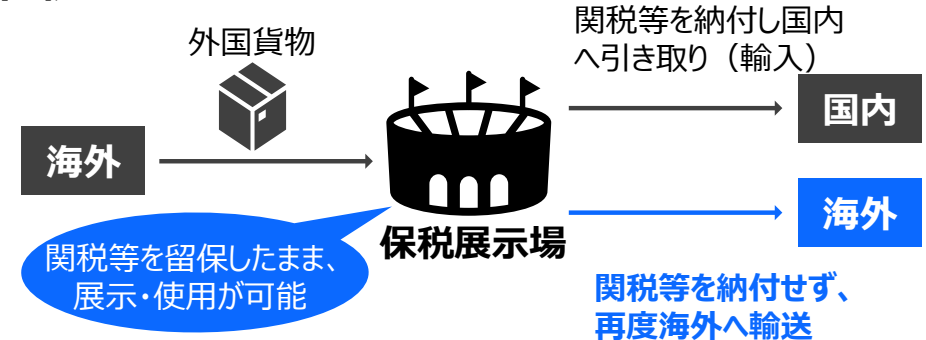 関税等を納付し国内
へ引き取り（輸入）
外国貨物
国内
海外
海外
保税展示場
関税等を留保したまま、
展示・使用が可能
関税等を納付せず、
再度海外へ輸送